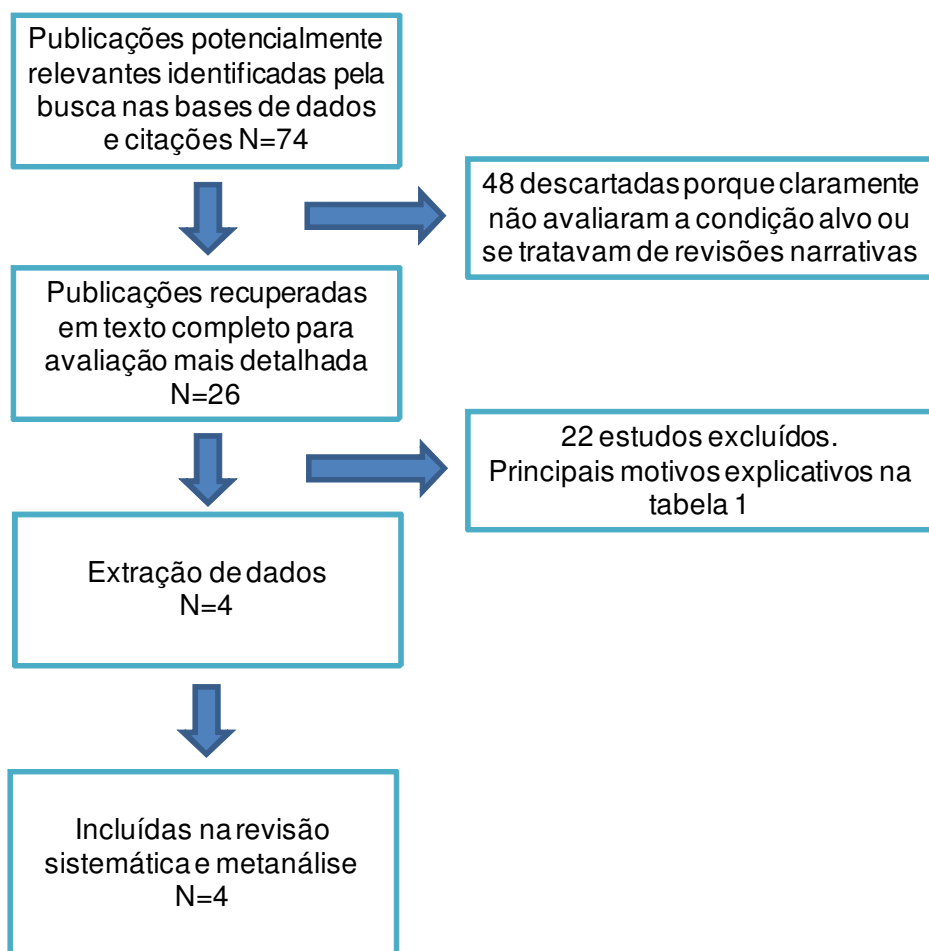 Publicações potencialmente
relevantes identificadas pela
busca nas bases de dados
e citações N=74
48 descartadas porque claramente
não avaliaram a condição alvo ou
se tratavam de revisões narrativas
Publicações recuperadas
em texto completo para
avaliação mais detalhada
N=26
22 estudos excluídos.
Principais motivos explicativos na
tabela 1
Extração de dados
N=4
Incluídas na revisão
sistemática e metanálise
N=4